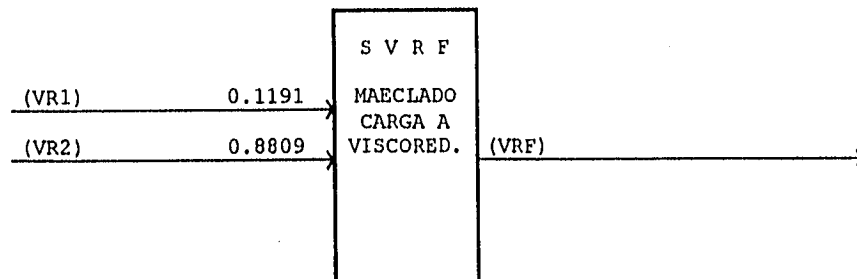 S V R F
(VR1) 0.1191 MAECLADO
CARGA A
(VR2) 0.8809 VISCORED. (VRF)